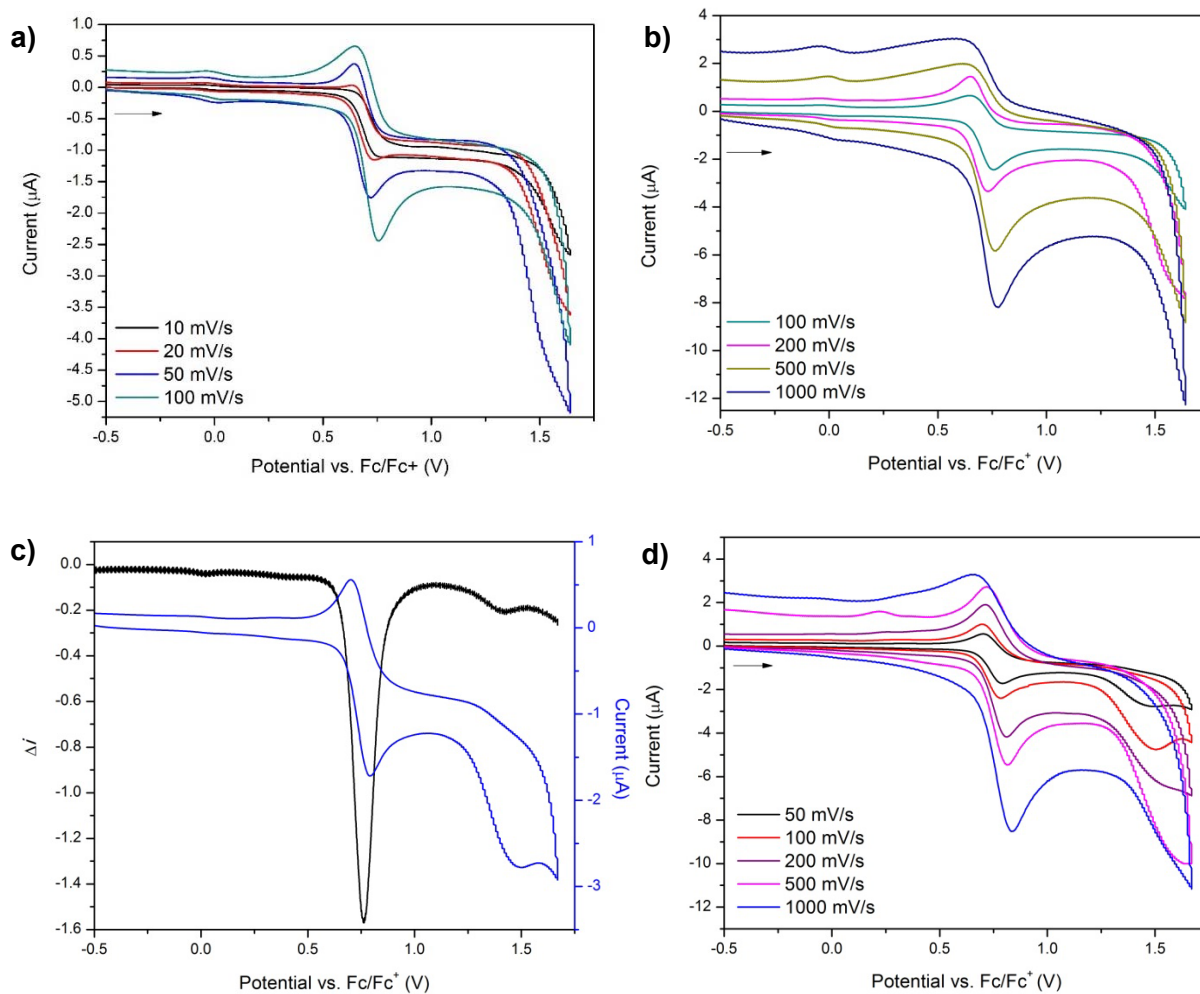 a)
1.0
0.5
0.0
-0.5
-1.0
-1.5
-2.0
-2.5
-3.0
-3.5
-4.0
-4.5
-5.0
Current (µA)
10 mV/s
20 mV/s
50 mV/s
100 mV/s
-0.5 0.0 0.5 1.0 1.5
Potential vs. Fc/Fc+ (V)
b)
4
2
0
-2
-4
-6
-8
-10
-12
Current (µA)
100 mV/s
200 mV/s
500 mV/s
1000 mV/s
-0.5 0.0 0.5 1.0 1.5
Potential vs. Fc/Fc⁺ (V)
c)
0.0
-0.2
-0.4
-0.6
-0.8
-1.0
-1.2
-1.4
-1.6
Δi
1
0
-1
-2
-3
Current (µA)
-0.5 0.0 0.5 1.0 1.5
Potential vs. Fc/Fc⁺ (V)
d)
4
2
0
-2
-4
-6
-8
-10
-12
Current (µA)
50 mV/s
100 mV/s
200 mV/s
500 mV/s
1000 mV/s
-0.5 0.0 0.5 1.0 1.5
Potential vs. Fc/Fc⁺ (V)